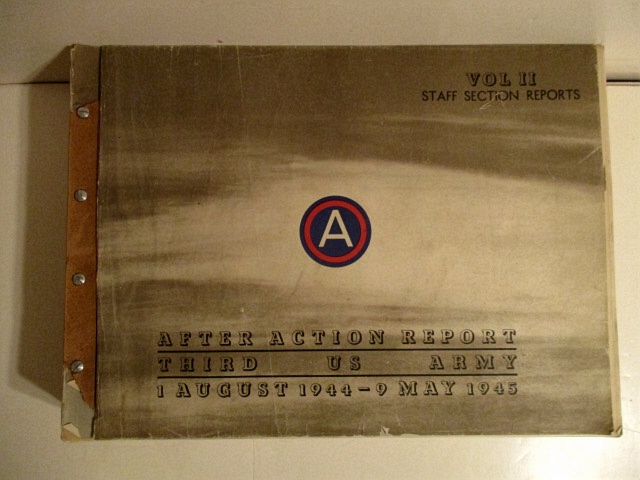 VOL II
STAFF SECTION REPORTS
A
AFTER ACTION REPORT
THIRD US ARMY
1 AUGUST 1944-9 MAY 1945